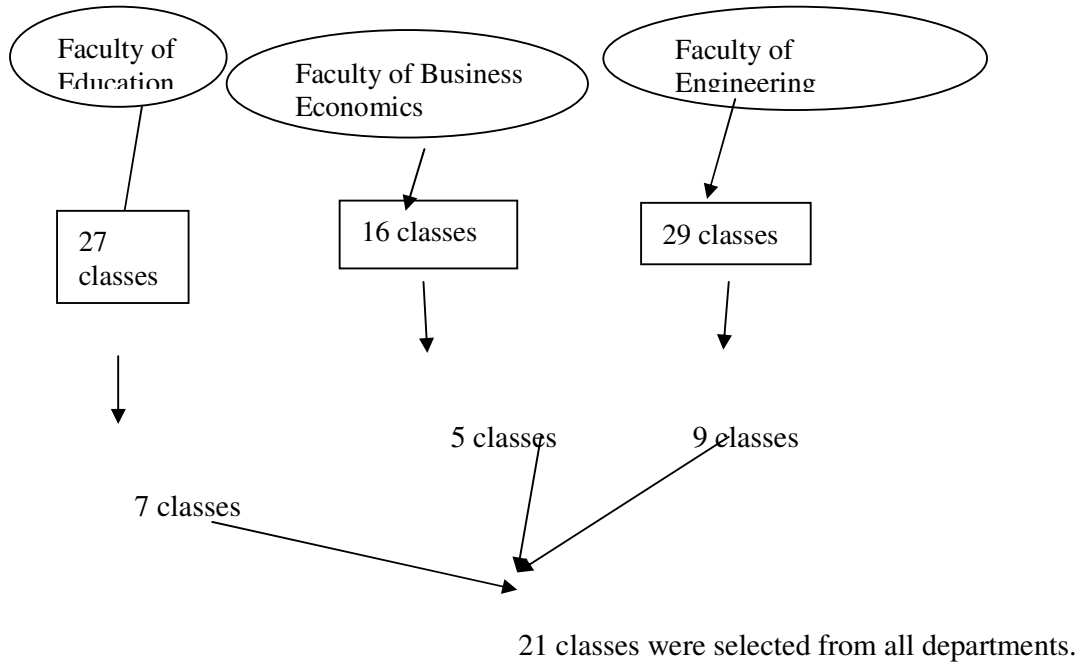 Faculty of
Education
Faculty of Business
Economics
Faculty of
Engineering
27
classes
16 classes
29 classes
5 classes
9 classes
7 classes
21 classes were selected from all departments.